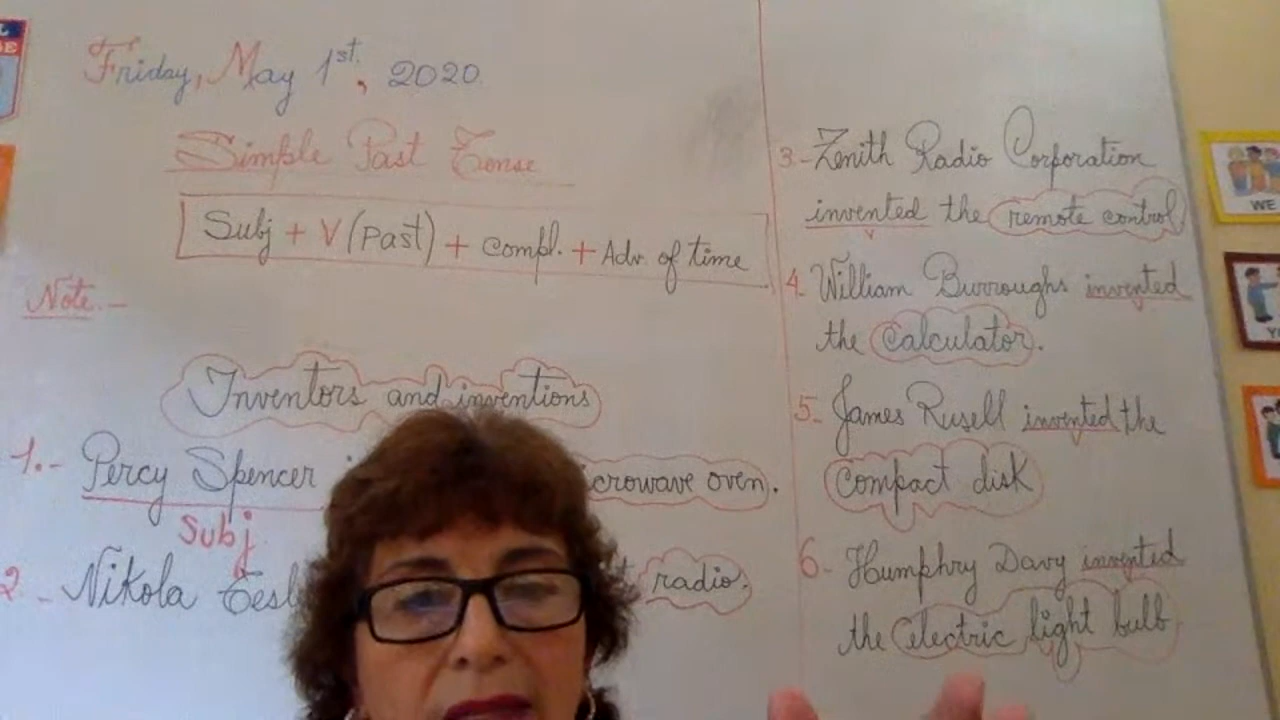 Friday, May 1st, 2020
Simple Past Tense
Subj + V (Past) + compl. + Adv. of time
Note.-
Inventors and inventions
1.- Percy Spencer crowave oven.
Subj
2- Nikola Tesl radio.
3- Zenith Radio Corporation
invented the remote control
v
4. William Burroughs invented
the Calculator.
5- James Rusell invented the
Compact disk
6- Humphry Davy invented
the electric light bulb
WE